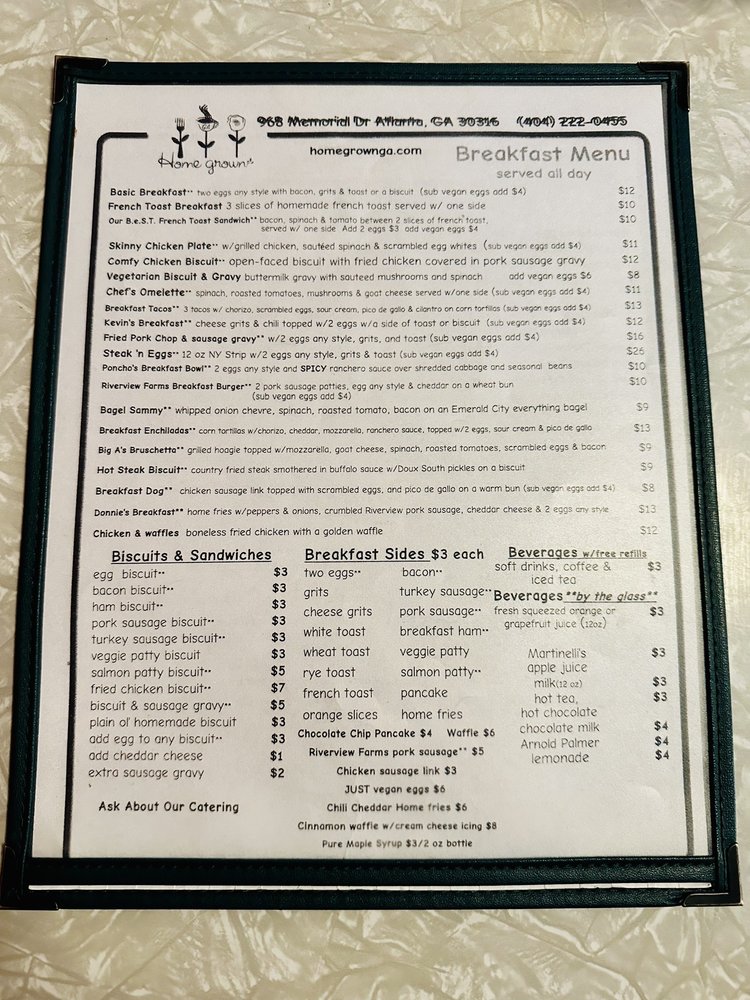 968 Memorial Dr Atlanta, GA 30316 (404) 222-0455
Home grown
homegrownga.com
Breakfast Menu
served all day
Basic Breakfast** two eggs any style with bacon, grits & toast or a biscuit (sub vegan eggs add $4) $12
French Toast Breakfast 3 slices of homemade french toast served w/ one side $10
Our B.e.S.T. French Toast Sandwich** bacon, spinach & tomato between 2 slices of french toast, $10
served w/ one side Add 2 eggs $3 add vegan eggs $4
Skinny Chicken Plate** w/grilled chicken, sautéed spinach & scrambled egg whites (sub vegan eggs add $4) $11
Comfy Chicken Biscuit** open-faced biscuit with fried chicken covered in pork sausage gravy $12
Vegetarian Biscuit & Gravy buttermilk gravy with sauteed mushrooms and spinach add vegan eggs $6 $8
Chef's Omelette** spinach, roasted tomatoes, mushrooms & goat cheese served w/one side (sub vegan eggs add $4) $11
Breakfast Tacos** 3 tacos w/ chorizo, scrambled eggs, sour cream, pico de gallo & cilantro on corn tortillas (sub vegan eggs add $4) $13
Kevin's Breakfast** cheese grits & chili topped w/2 eggs w/a side of toast or biscuit (sub vegan eggs add $4) $12
Fried Pork Chop & sausage gravy** w/2 eggs any style, grits, and toast (sub vegan eggs add $4) $16
Steak 'n Eggs** 12 oz NY Strip w/2 eggs any style, grits & toast (sub vegan eggs add $4) $26
Poncho's Breakfast Bowl** 2 eggs any style and SPICY ranchero sauce over shredded cabbage and seasonal beans $10
Riverview Farms Breakfast Burger** 2 pork sausage patties, egg any style & cheddar on a wheat bun $10
(sub vegan eggs add $4)
Bagel Sammy** whipped onion chevre, spinach, roasted tomato, bacon on an Emerald City everything bagel $9
Breakfast Enchiladas** corn tortillas w/chorizo, cheddar, mozzarella, ranchero sauce, topped w/2 eggs, sour cream & pico de gallo $13
Big A's Bruschetta** grilled hoagie topped w/mozzarella, goat cheese, spinach, roasted tomatoes, scrambled eggs & bacon $9
Hot Steak Biscuit** country fried steak smothered in buffalo sauce w/Doux South pickles on a biscuit $9
Breakfast Dog** chicken sausage link topped with scrambled eggs, and pico de gallo on a warm bun (sub vegan eggs add $4) $8
Donnie's Breakfast** home fries w/peppers & onions, crumbled Riverview pork sausage, cheddar cheese & 2 eggs any style $13
Chicken & waffles boneless fried chicken with a golden waffle $12
Biscuits & Sandwiches
egg biscuit** $3
bacon biscuit** $3
ham biscuit** $3
pork sausage biscuit** $3
turkey sausage biscuit** $3
veggie patty biscuit $3
salmon patty biscuit** $5
fried chicken biscuit** $7
biscuit & sausage gravy** $5
plain ol' homemade biscuit $3
add egg to any biscuit** $3
add cheddar cheese $1
extra sausage gravy $2
Ask About Our Catering
Breakfast Sides $3 each
two eggs** bacon**
grits turkey sausage**
cheese grits pork sausage**
white toast breakfast ham**
wheat toast veggie patty
rye toast salmon patty**
french toast pancake
orange slices home fries
Chocolate Chip Pancake $4 Waffle $6
Riverview Farms pork sausage** $5
Chicken sausage link $3
JUST vegan eggs $6
Chili Cheddar Home fries $6
Cinnamon waffle w/cream cheese icing $8
Pure Maple Syrup $3/2 oz bottle
Beverages w/free refills
soft drinks, coffee & $3
iced tea
Beverages **by the glass**
fresh squeezed orange or $3
grapefruit juice (12oz)
Martinelli's $3
apple juice
milk(12 oz) $3
hot tea, $3
hot chocolate
chocolate milk $4
Arnold Palmer $4
lemonade $4